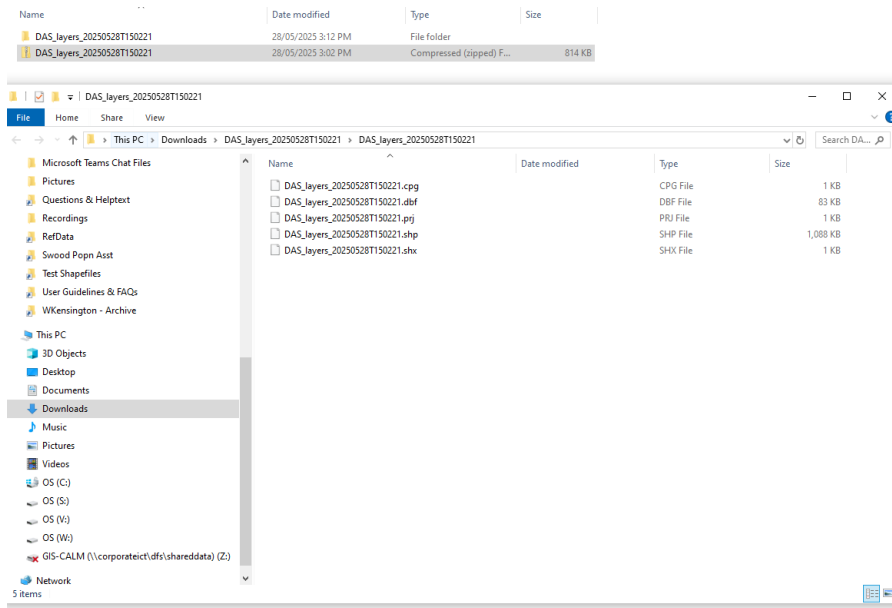 Name Date modified Type Size
DAS_layers_20250528T150221 28/05/2025 3:12 PM File folder
DAS_layers_20250528T150221 28/05/2025 3:02 PM Compressed (zipped) F... 814 KB
DAS_layers_20250528T150221
File Home Share View
This PC > Downloads > DAS_layers_20250528T150221 > DAS_layers_20250528T150221 Search DA...
Microsoft Teams Chat Files
Pictures
Questions & Helptext
Recordings
RefData
Swood Popn Asst
Test Shapefiles
User Guidelines & FAQs
WKensington - Archive
This PC
3D Objects
Desktop
Documents
Downloads
Music
Pictures
Videos
OS (C:)
OS (S:)
OS (V:)
OS (W:)
GIS-CALM (\\corporateict\dfs\shareddata) (Z:)
Network
Name Date modified Type Size
DAS_layers_20250528T150221.cpg CPG File 1 KB
DAS_layers_20250528T150221.dbf DBF File 83 KB
DAS_layers_20250528T150221.prj PRJ File 1 KB
DAS_layers_20250528T150221.shp SHP File 1,088 KB
DAS_layers_20250528T150221.shx SHX File 1 KB
5 items